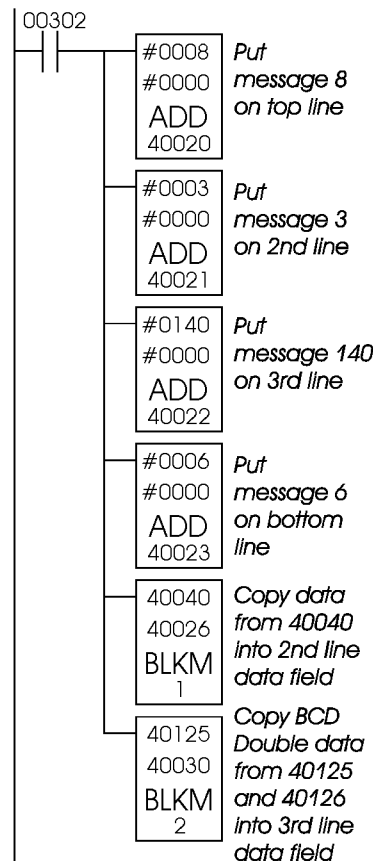 00302
#0008
#0000
ADD
40020
Put
message 8
on top line
#0003
#0000
ADD
40021
Put
message 3
on 2nd line
#0140
#0000
ADD
40022
Put
message 140
on 3rd line
#0006
#0000
ADD
40023
Put
message 6
on bottom
line
40040
40026
BLKM
1
Copy data
from 40040
into 2nd line
data field
40125
40030
BLKM
2
Copy BCD
Double data
from 40125
and 40126
into 3rd line
data field